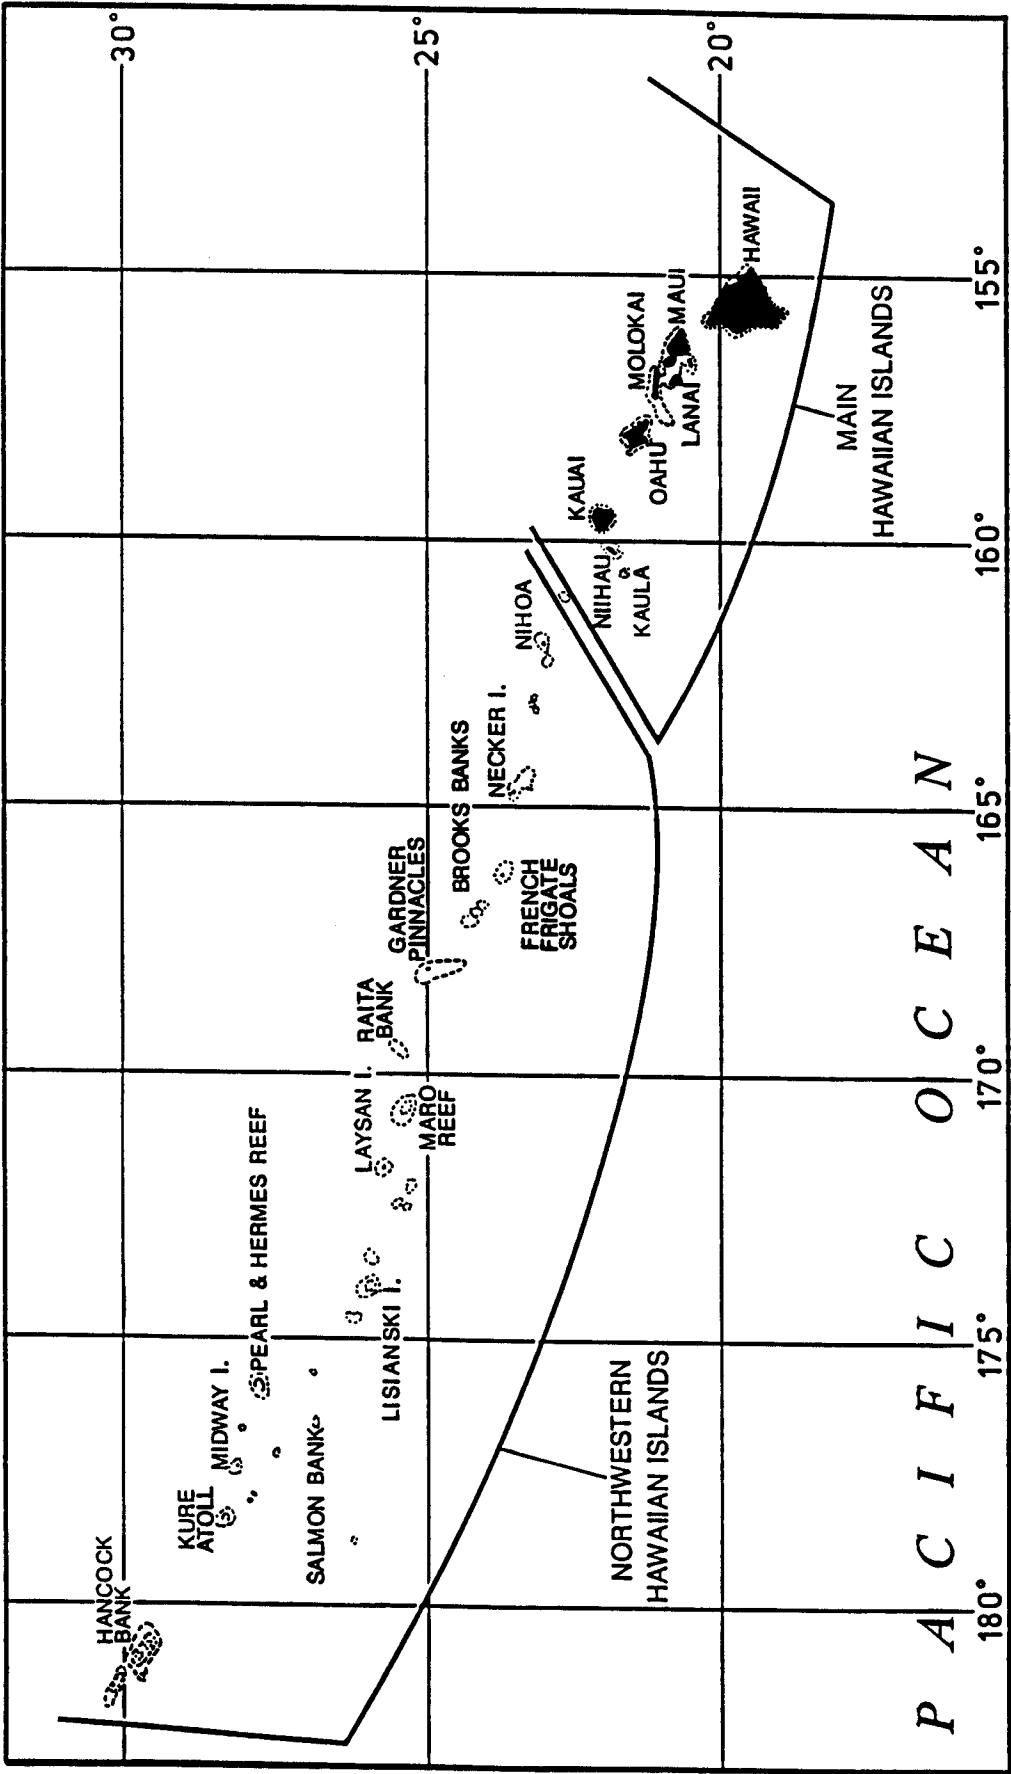 30°
25°
20°
HANCOCK
BANK
KURE
ATOLL
MIDWAY I.
PEARL & HERMES REEF
SALMON BANK
LISIANSKI I.
LAYSAN I.
MARO
REEF
RAITA
BANK
GARDNER
PINNACLES
BROOKS BANKS
FRENCH
FRIGATE
SHOALS
NECKER I.
NIHOA
KAUAI
NIIHAU
KAULA
OAHU
MOLOKAI
LANAI
MAUI
HAWAII
NORTHWESTERN
HAWAIIAN ISLANDS
MAIN
HAWAIIAN ISLANDS
PACIFIC OCEAN
180°
175°
170°
165°
160°
155°